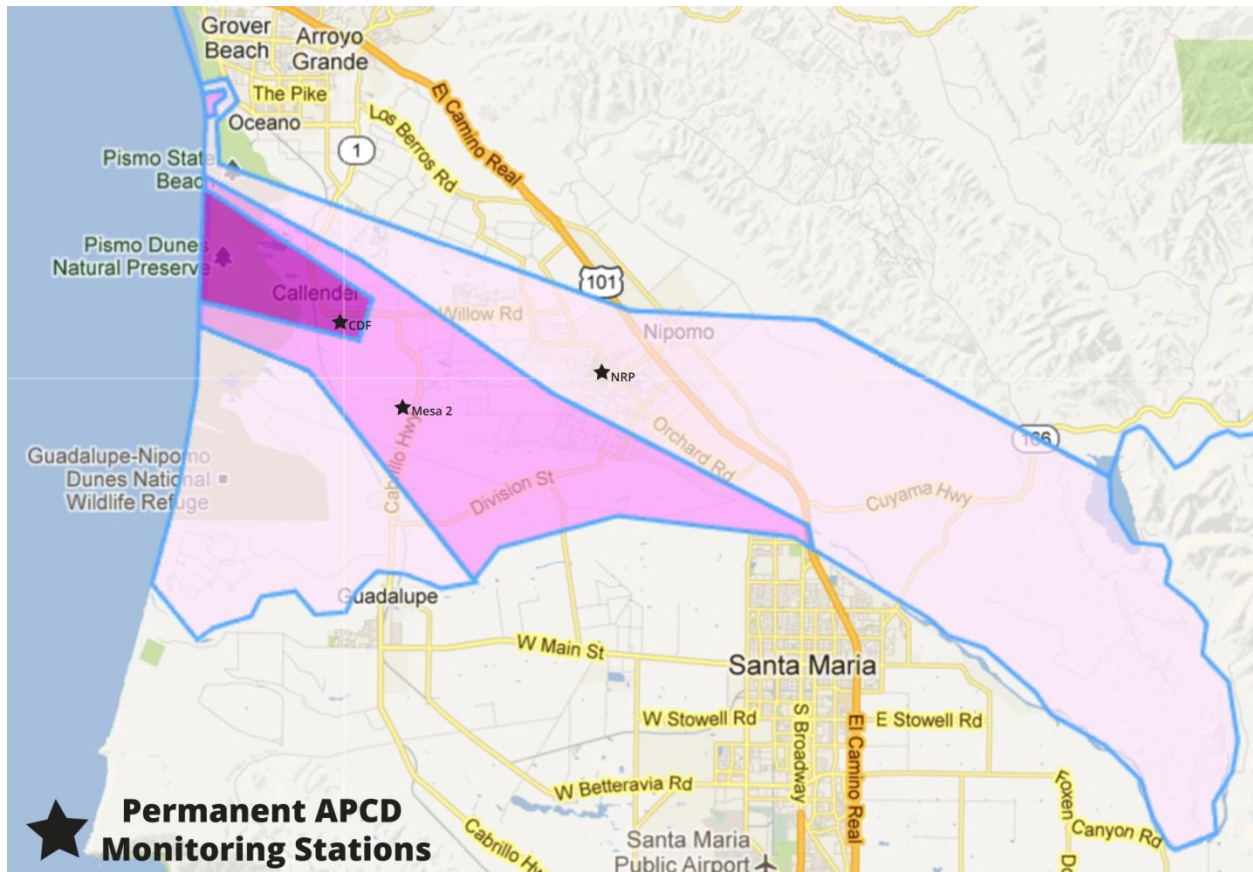 Grover
Beach
Arroyo
Grande
The Pike
El Camino Real
Oceano
Los Berros Rd
1
Pismo State
Beach
Pismo Dunes
Natural Preserve
101
Callender
CDF
Willow Rd
Nipomo
NRP
Mesa 2
Orchard Rd
166
Guadalupe-Nipomo
Dunes National
Wildlife Refuge
Cabrillo Hwy
Division St
Cuyama Hwy
Guadalupe
W Main St
Santa Maria
W Stowell Rd
S Broadway
El Camino Real
E Stowell Rd
W Betteravia Rd
Foxen
Canyon Rd
Permanent APCD
Monitoring Stations
Cabrillo Hw
Santa Maria
Public Airport
Do